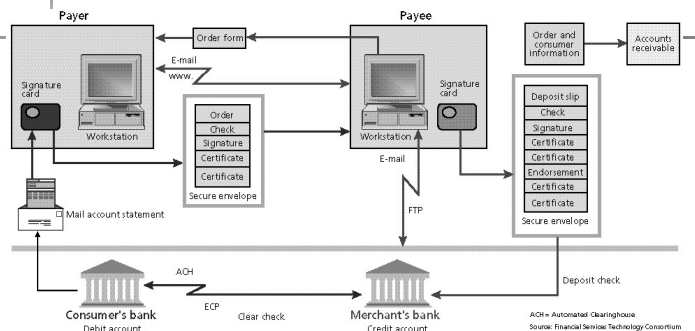 Payer
Payee
Order form
Order and
consumer
information
Accounts
receivable
E-mail
www.
Signature
card
Workstation
Signature
card
Workstation
Order
Check
Signature
Certificate
Certificate
Secure envelope
Deposit slip
Check
Signature
Certificate
Certificate
Endorsement
Certificate
Certificate
Secure envelope
E-mail
FTP
Mail account statement
ACH
ECP
Clear check
Deposit check
Consumer's bank
Debit account
Merchant's bank
Credit account
ACH = Automated Clearinghouse
Source: Financial Services Technology Consortium